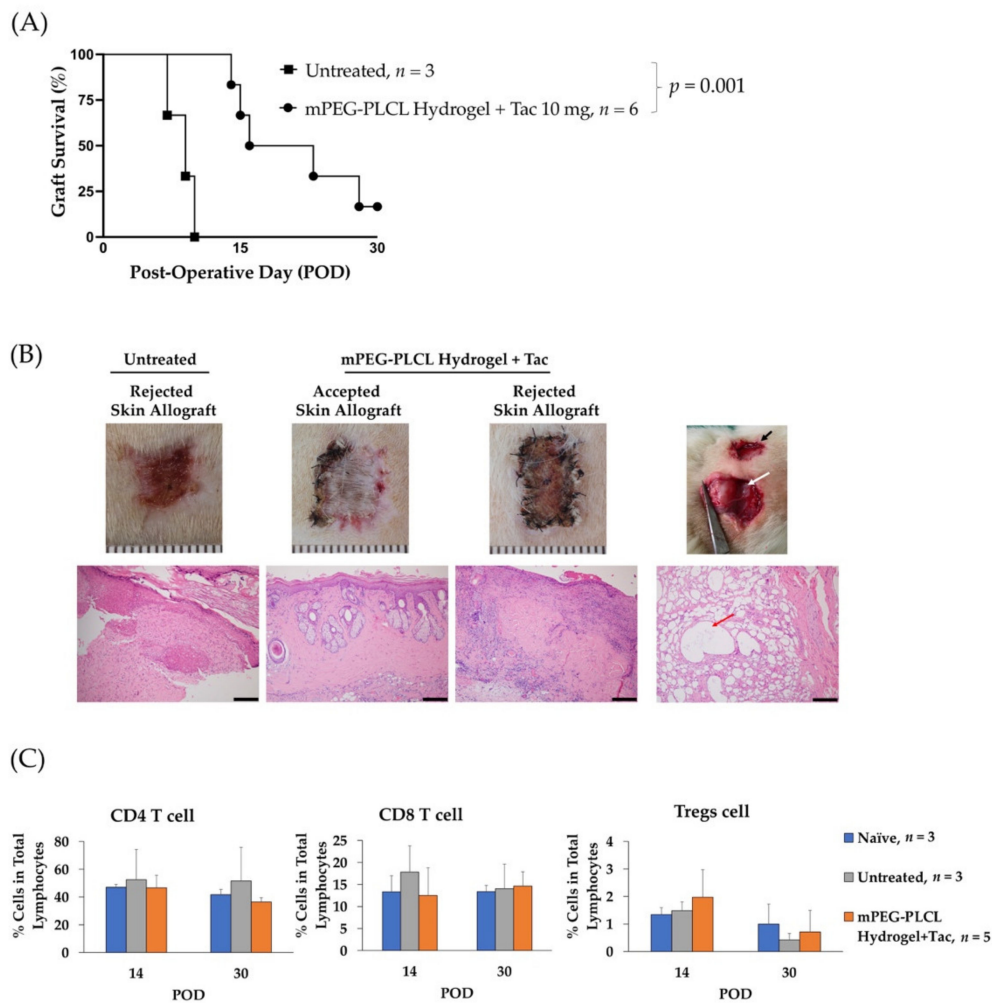 (A)
Graft Survival (%)
100
75
50
25
0
0
15
30
Post-Operative Day (POD)
Untreated, n = 3
mPEG-PLCL Hydrogel + Tac 10 mg, n = 6
p = 0.001
(B)
Untreated
mPEG-PLCL Hydrogel + Tac
Rejected
Skin Allograft
Accepted
Skin Allograft
Rejected
Skin Allograft
(C)
CD4 T cell
% Cells in Total
Lymphocytes
80
60
40
20
0
14
30
POD
CD8 T cell
% Cells in Total
Lymphocytes
25
20
15
10
5
0
14
30
POD
Tregs cell
% Cells in Total
Lymphocytes
4
3
2
1
0
14
30
POD
Naïve, n = 3
Untreated, n = 3
mPEG-PLCL
Hydrogel+Tac, n = 5